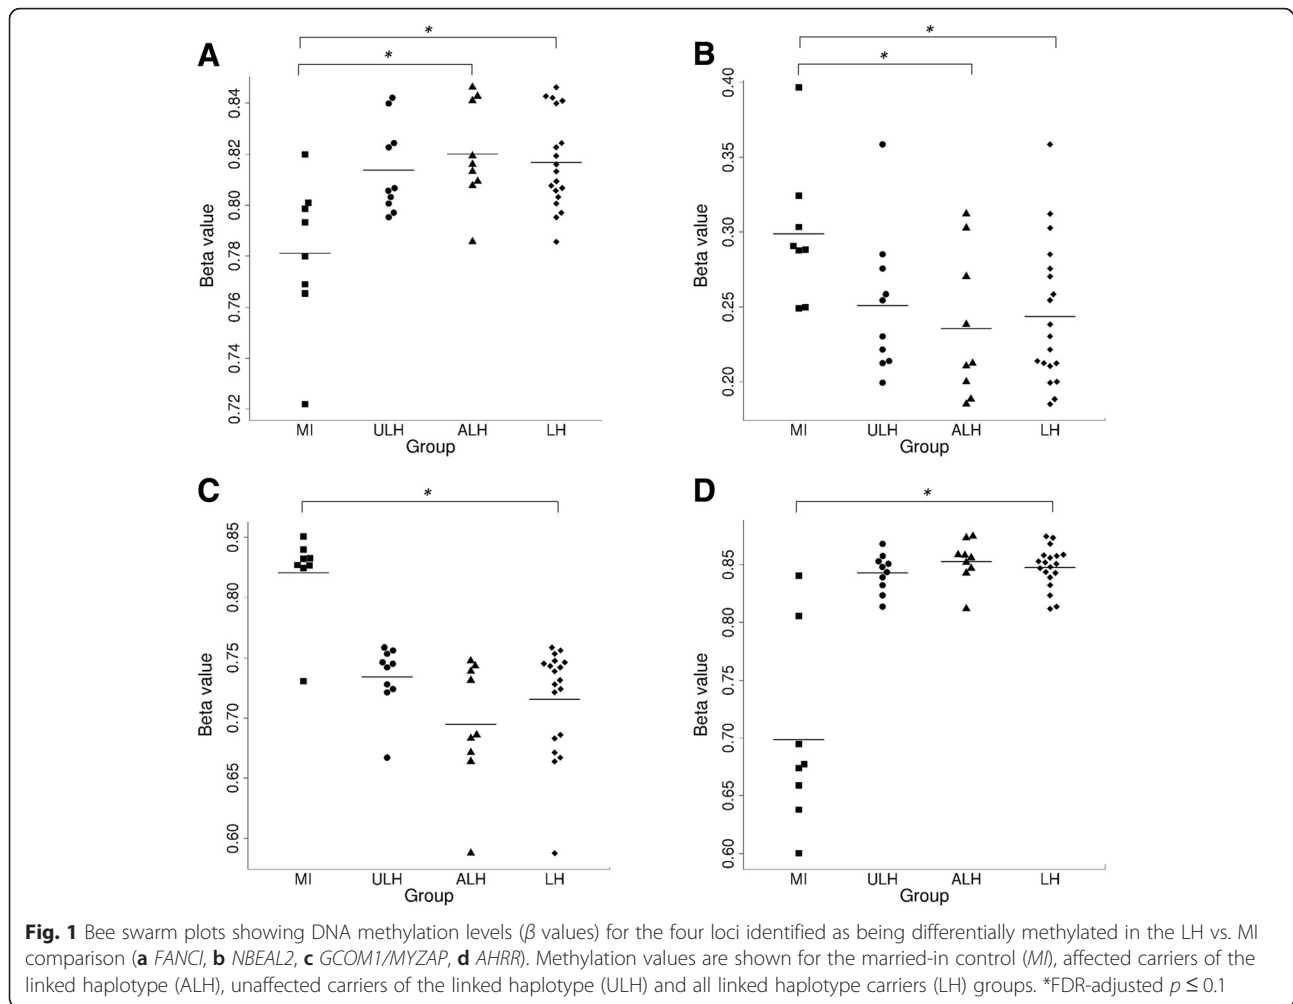 A
*
*
Beta value
0.84
0.82
0.80
0.78
0.76
0.74
0.72
MI ULH ALH LH
Group
B
*
*
Beta value
0.40
0.35
0.30
0.25
0.20
MI ULH ALH LH
Group
C
*
Beta value
0.85
0.80
0.75
0.70
0.65
0.60
MI ULH ALH LH
Group
D
*
Beta value
0.85
0.80
0.75
0.70
0.65
0.60
MI ULH ALH LH
Group
Fig. 1 Bee swarm plots showing DNA methylation levels (β values) for the four loci identified as being differentially methylated in the LH vs. MI
comparison (a FANCI, b NBEAL2, c GCOM1/MYZAP, d AHRR). Methylation values are shown for the married-in control (MI), affected carriers of the
linked haplotype (ALH), unaffected carriers of the linked haplotype (ULH) and all linked haplotype carriers (LH) groups. *FDR-adjusted p ≤ 0.1